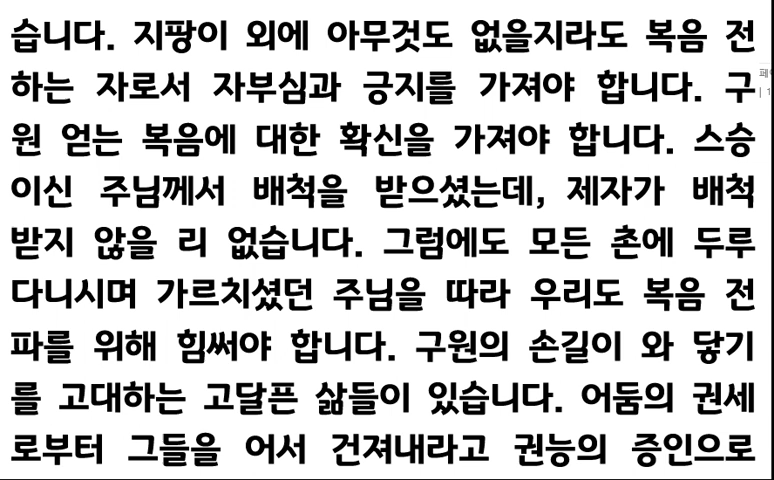 습니다. 지팡이 외에 아무것도 없을지라도 복음 전
하는 자로서 자부심과 긍지를 가져야 합니다. 구
원 얻는 복음에 대한 확신을 가져야 합니다. 스승
이신 주님께서 배척을 받으셨는데, 제자가 배척
받지 않을 리 없습니다. 그럼에도 모든 촌에 두루
다니시며 가르치셨던 주님을 따라 우리도 복음 전
파를 위해 힘써야 합니다. 구원의 손길이 와 닿기
를 고대하는 고달픈 삶들이 있습니다. 어둠의 권세
로부터 그들을 어서 건져내라고 권능의 증인으로